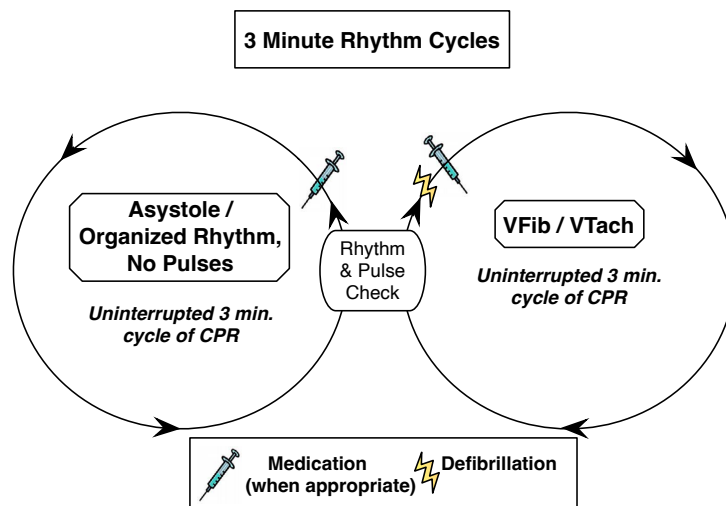 3 Minute Rhythm Cycles
Asystole /
Organized Rhythm,
No Pulses
Uninterrupted 3 min.
cycle of CPR
Rhythm
& Pulse
Check
VFib / VTach
Uninterrupted 3 min.
cycle of CPR
Medication
(when appropriate)
Defibrillation